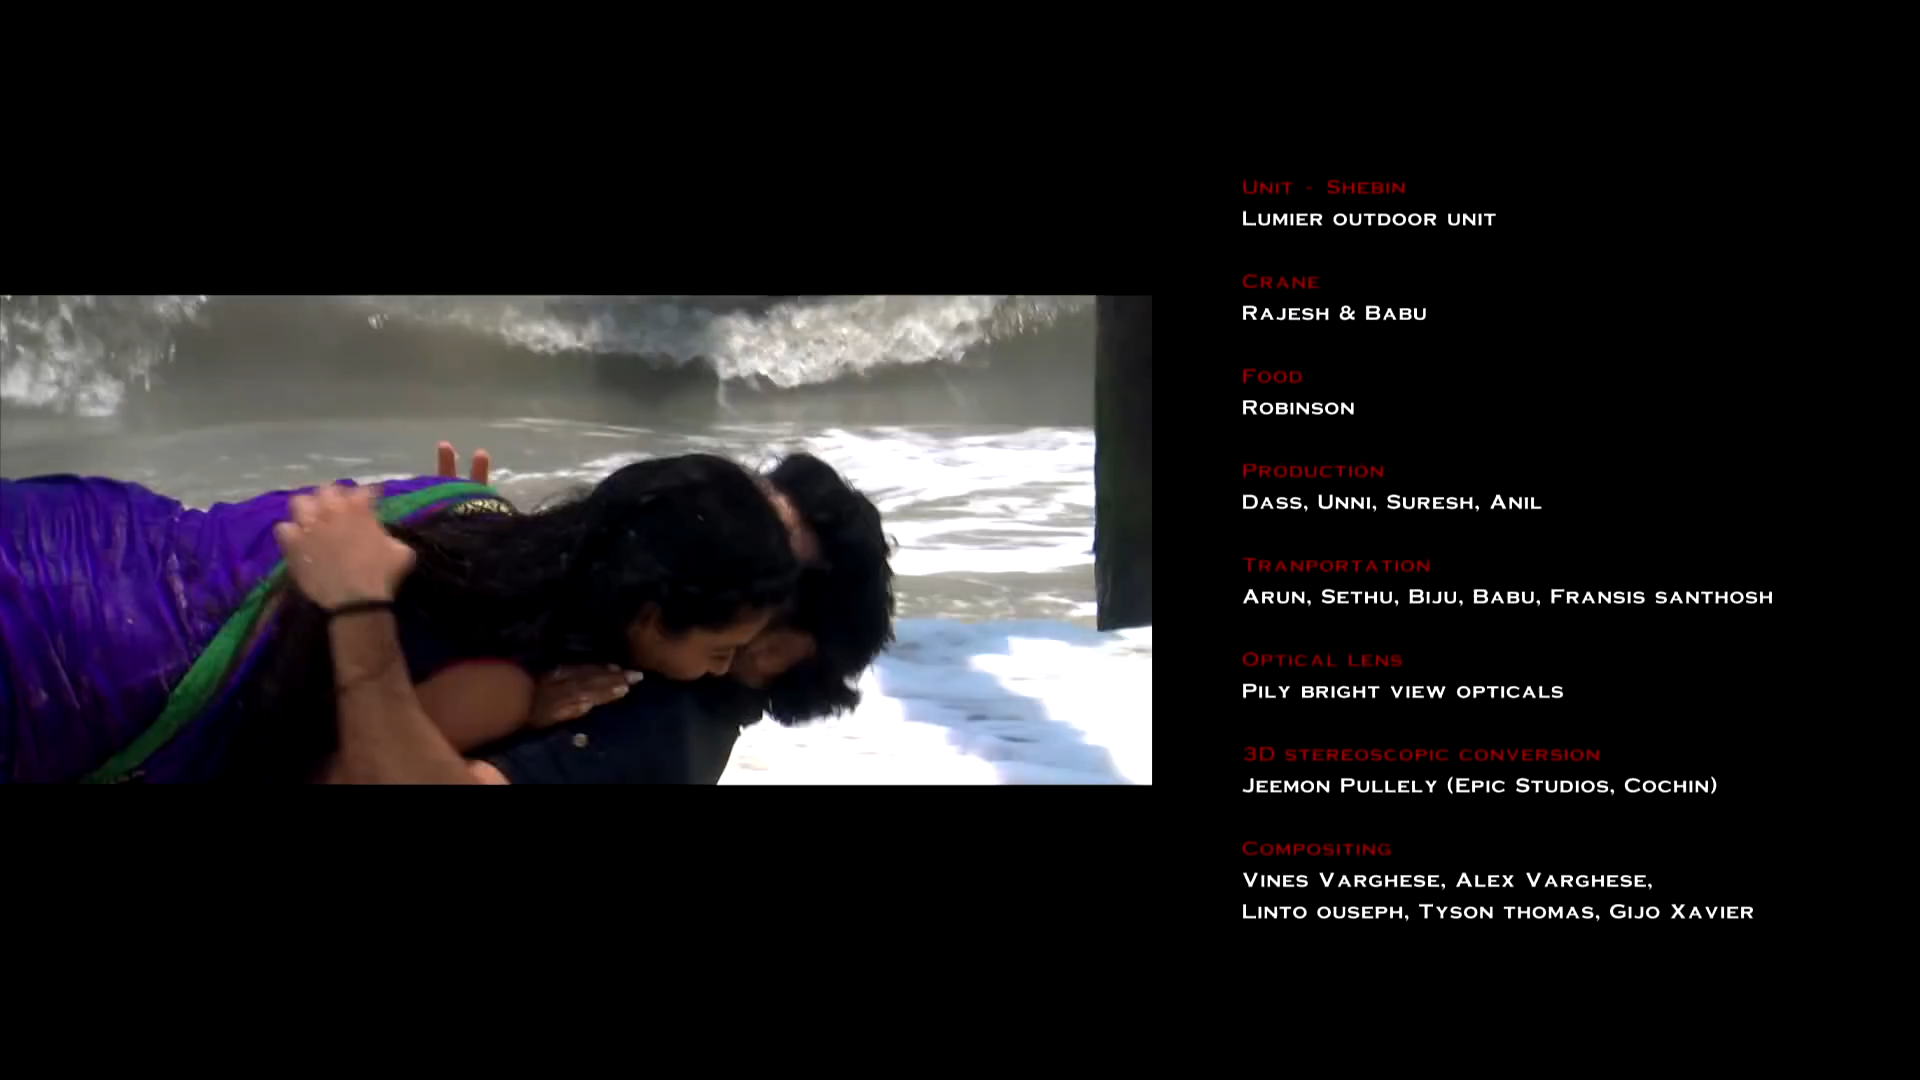 Unit - Shebin
Lumier outdoor unit
Crane
Rajesh & Babu
Food
Robinson
Production
Dass, Unni, Suresh, Anil
Tranportation
Arun, Sethu, Biju, Babu, Fransis santhosh
Optical lens
Pily bright view opticals
3D stereoscopic conversion
Jeemon Pullely (Epic Studios, Cochin)
Compositing
Vines Varghese, Alex Varghese,
Linto ouseph, Tyson thomas, Gijo Xavier